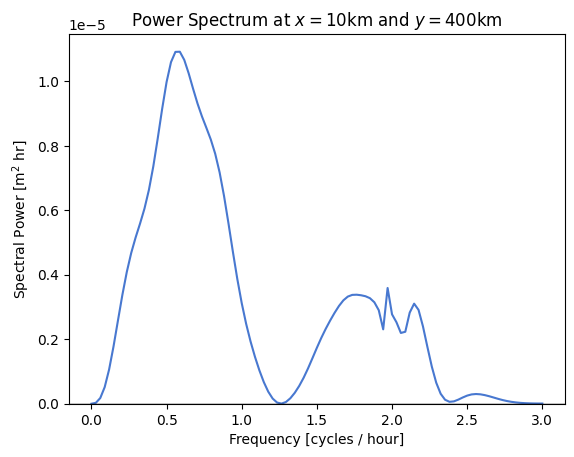 Power Spectrum at x = 10km and y = 400km
1e−5
1.0
0.8
0.6
0.4
0.2
0.0
Spectral Power [m² hr]
0.0 0.5 1.0 1.5 2.0 2.5 3.0
Frequency [cycles / hour]